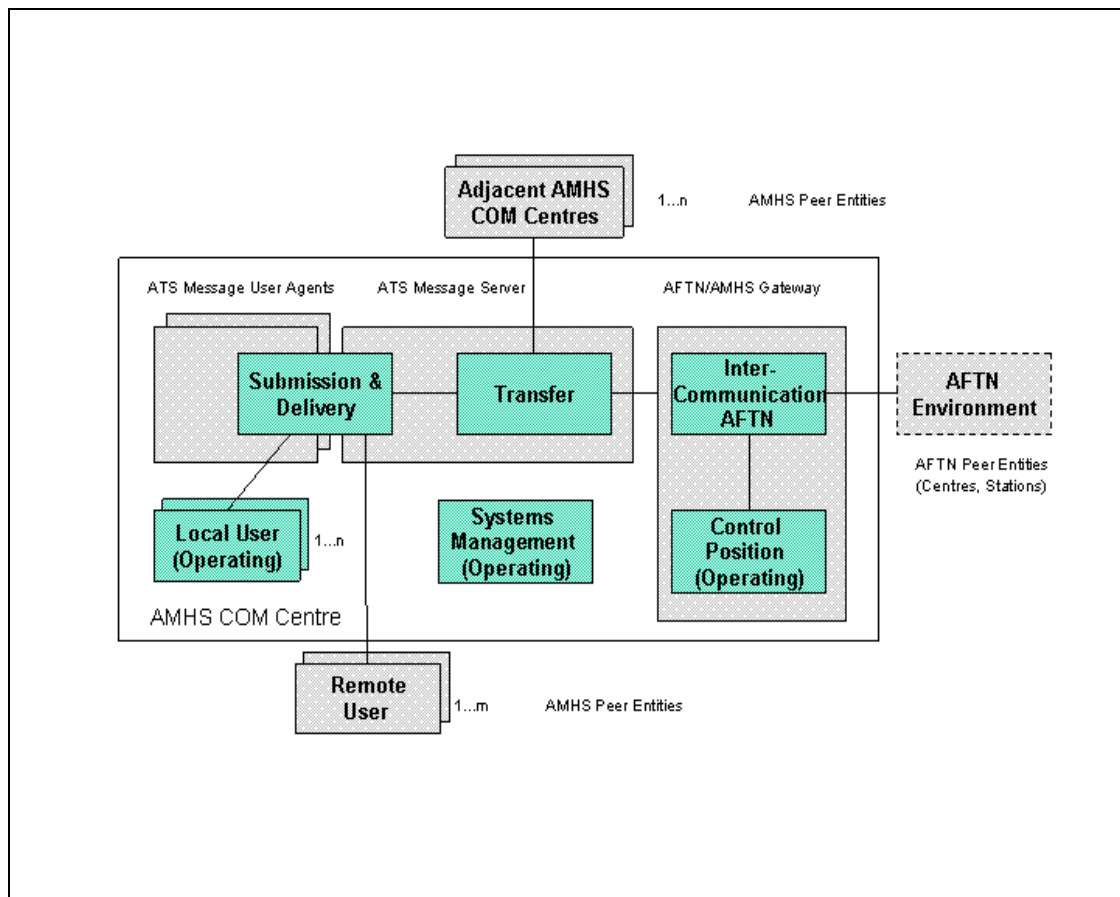 Adjacent AMHS
COM Centres
1...n
AMHS Peer Entities
ATS Message User Agents
ATS Message Server
AFTN/AMHS Gateway
Submission &
Delivery
Transfer
Inter-
Communication
AFTN
AFTN
Environment
AFTN Peer Entities
(Centres, Stations)
Local User
(Operating)
1...n
Systems
Management
(Operating)
Control
Position
(Operating)
AMHS COM Centre
Remote
User
1...m
AMHS Peer Entities